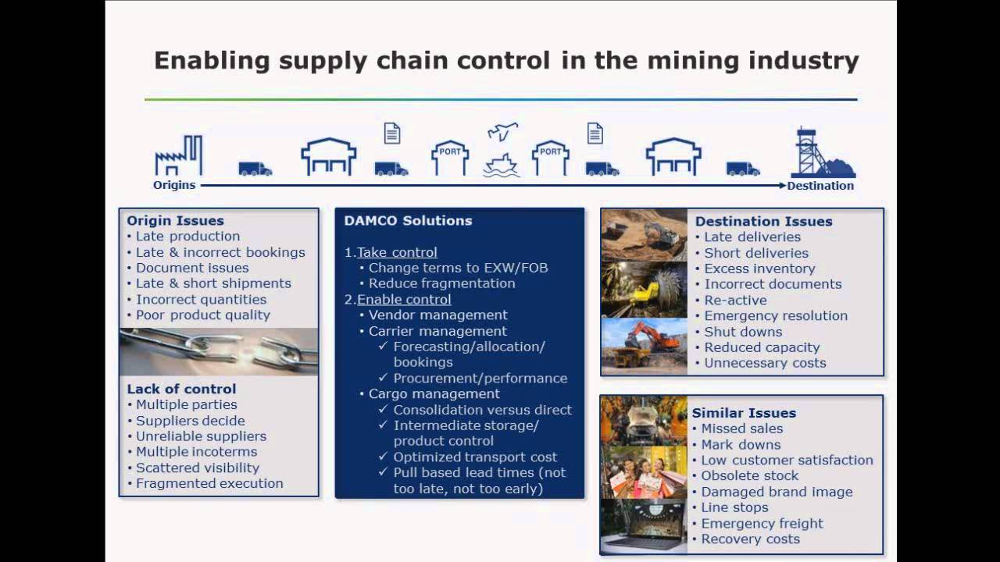 Enabling supply chain control in the mining industry
PORT
PORT
Origins
Destination
Origin Issues
• Late production
• Late & incorrect bookings
• Document issues
• Late & short shipments
• Incorrect quantities
• Poor product quality
Lack of control
• Multiple parties
• Suppliers decide
• Unreliable suppliers
• Multiple incoterms
• Scattered visibility
• Fragmented execution
DAMCO Solutions
1.Take control
• Change terms to EXW/FOB
• Reduce fragmentation
2.Enable control
• Vendor management
• Carrier management
✓ Forecasting/allocation/
bookings
✓ Procurement/performance
• Cargo management
✓ Consolidation versus direct
✓ Intermediate storage/
product control
✓ Optimized transport cost
✓ Pull based lead times (not
too late, not too early)
Destination Issues
• Late deliveries
• Short deliveries
• Excess inventory
• Incorrect documents
• Re-active
• Emergency resolution
• Shut downs
• Reduced capacity
• Unnecessary costs
Similar Issues
• Missed sales
• Mark downs
• Low customer satisfaction
• Obsolete stock
• Damaged brand image
• Line stops
• Emergency freight
• Recovery costs